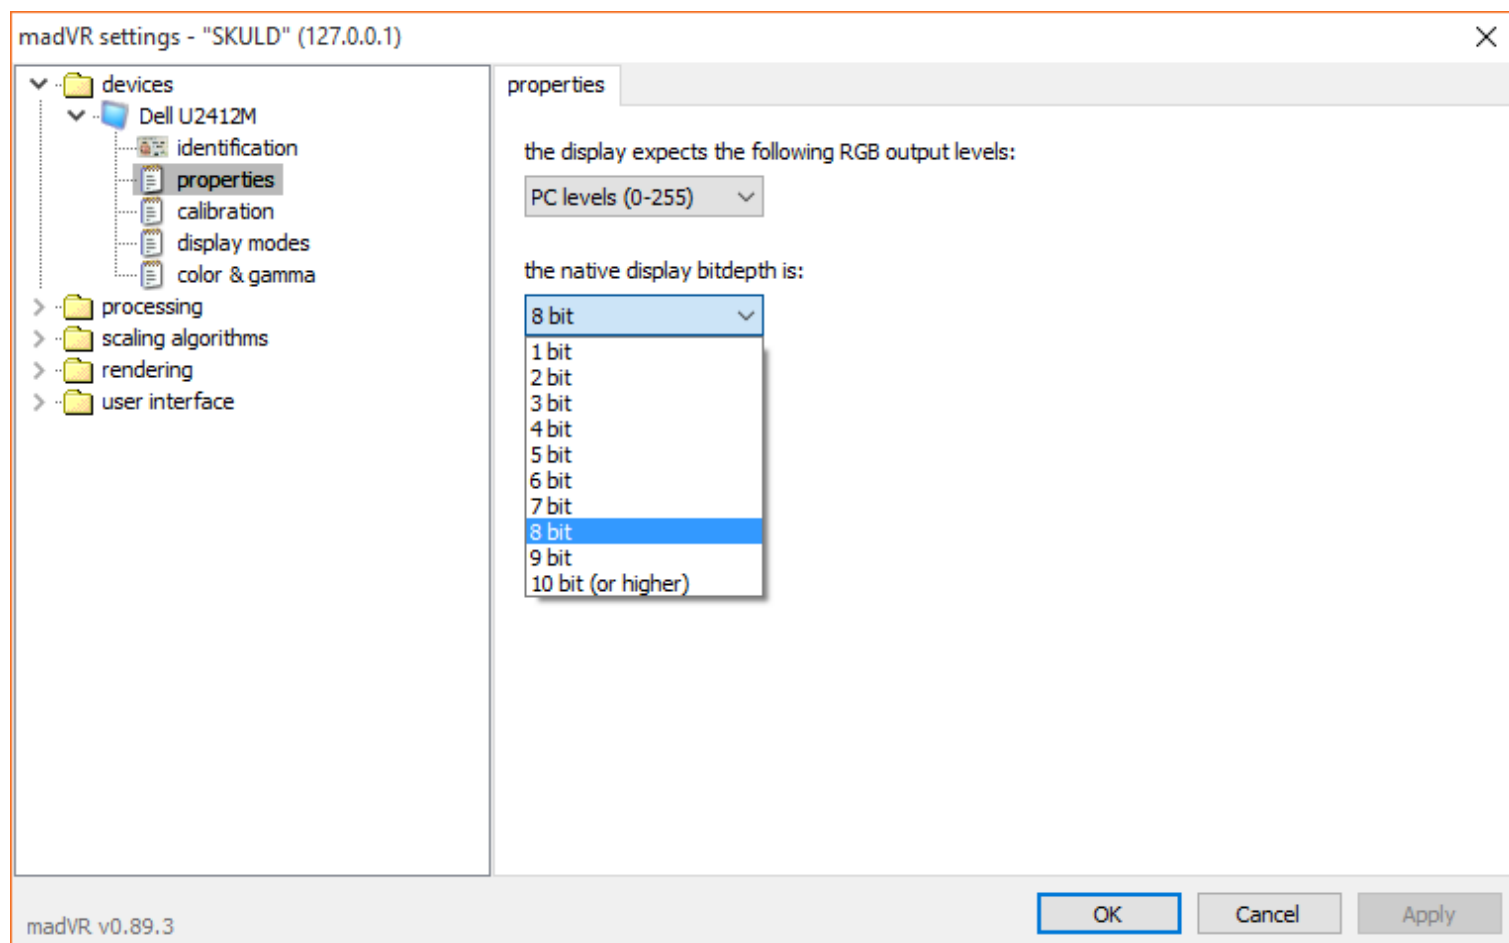 madVR settings - "SKULD" (127.0.0.1)
devices
Dell U2412M
identification
properties
calibration
display modes
color & gamma
processing
scaling algorithms
rendering
user interface
properties
the display expects the following RGB output levels:
PC levels (0-255)
the native display bitdepth is:
8 bit
1 bit
2 bit
3 bit
4 bit
5 bit
6 bit
7 bit
8 bit
9 bit
10 bit (or higher)
madVR v0.89.3
OK
Cancel
Apply